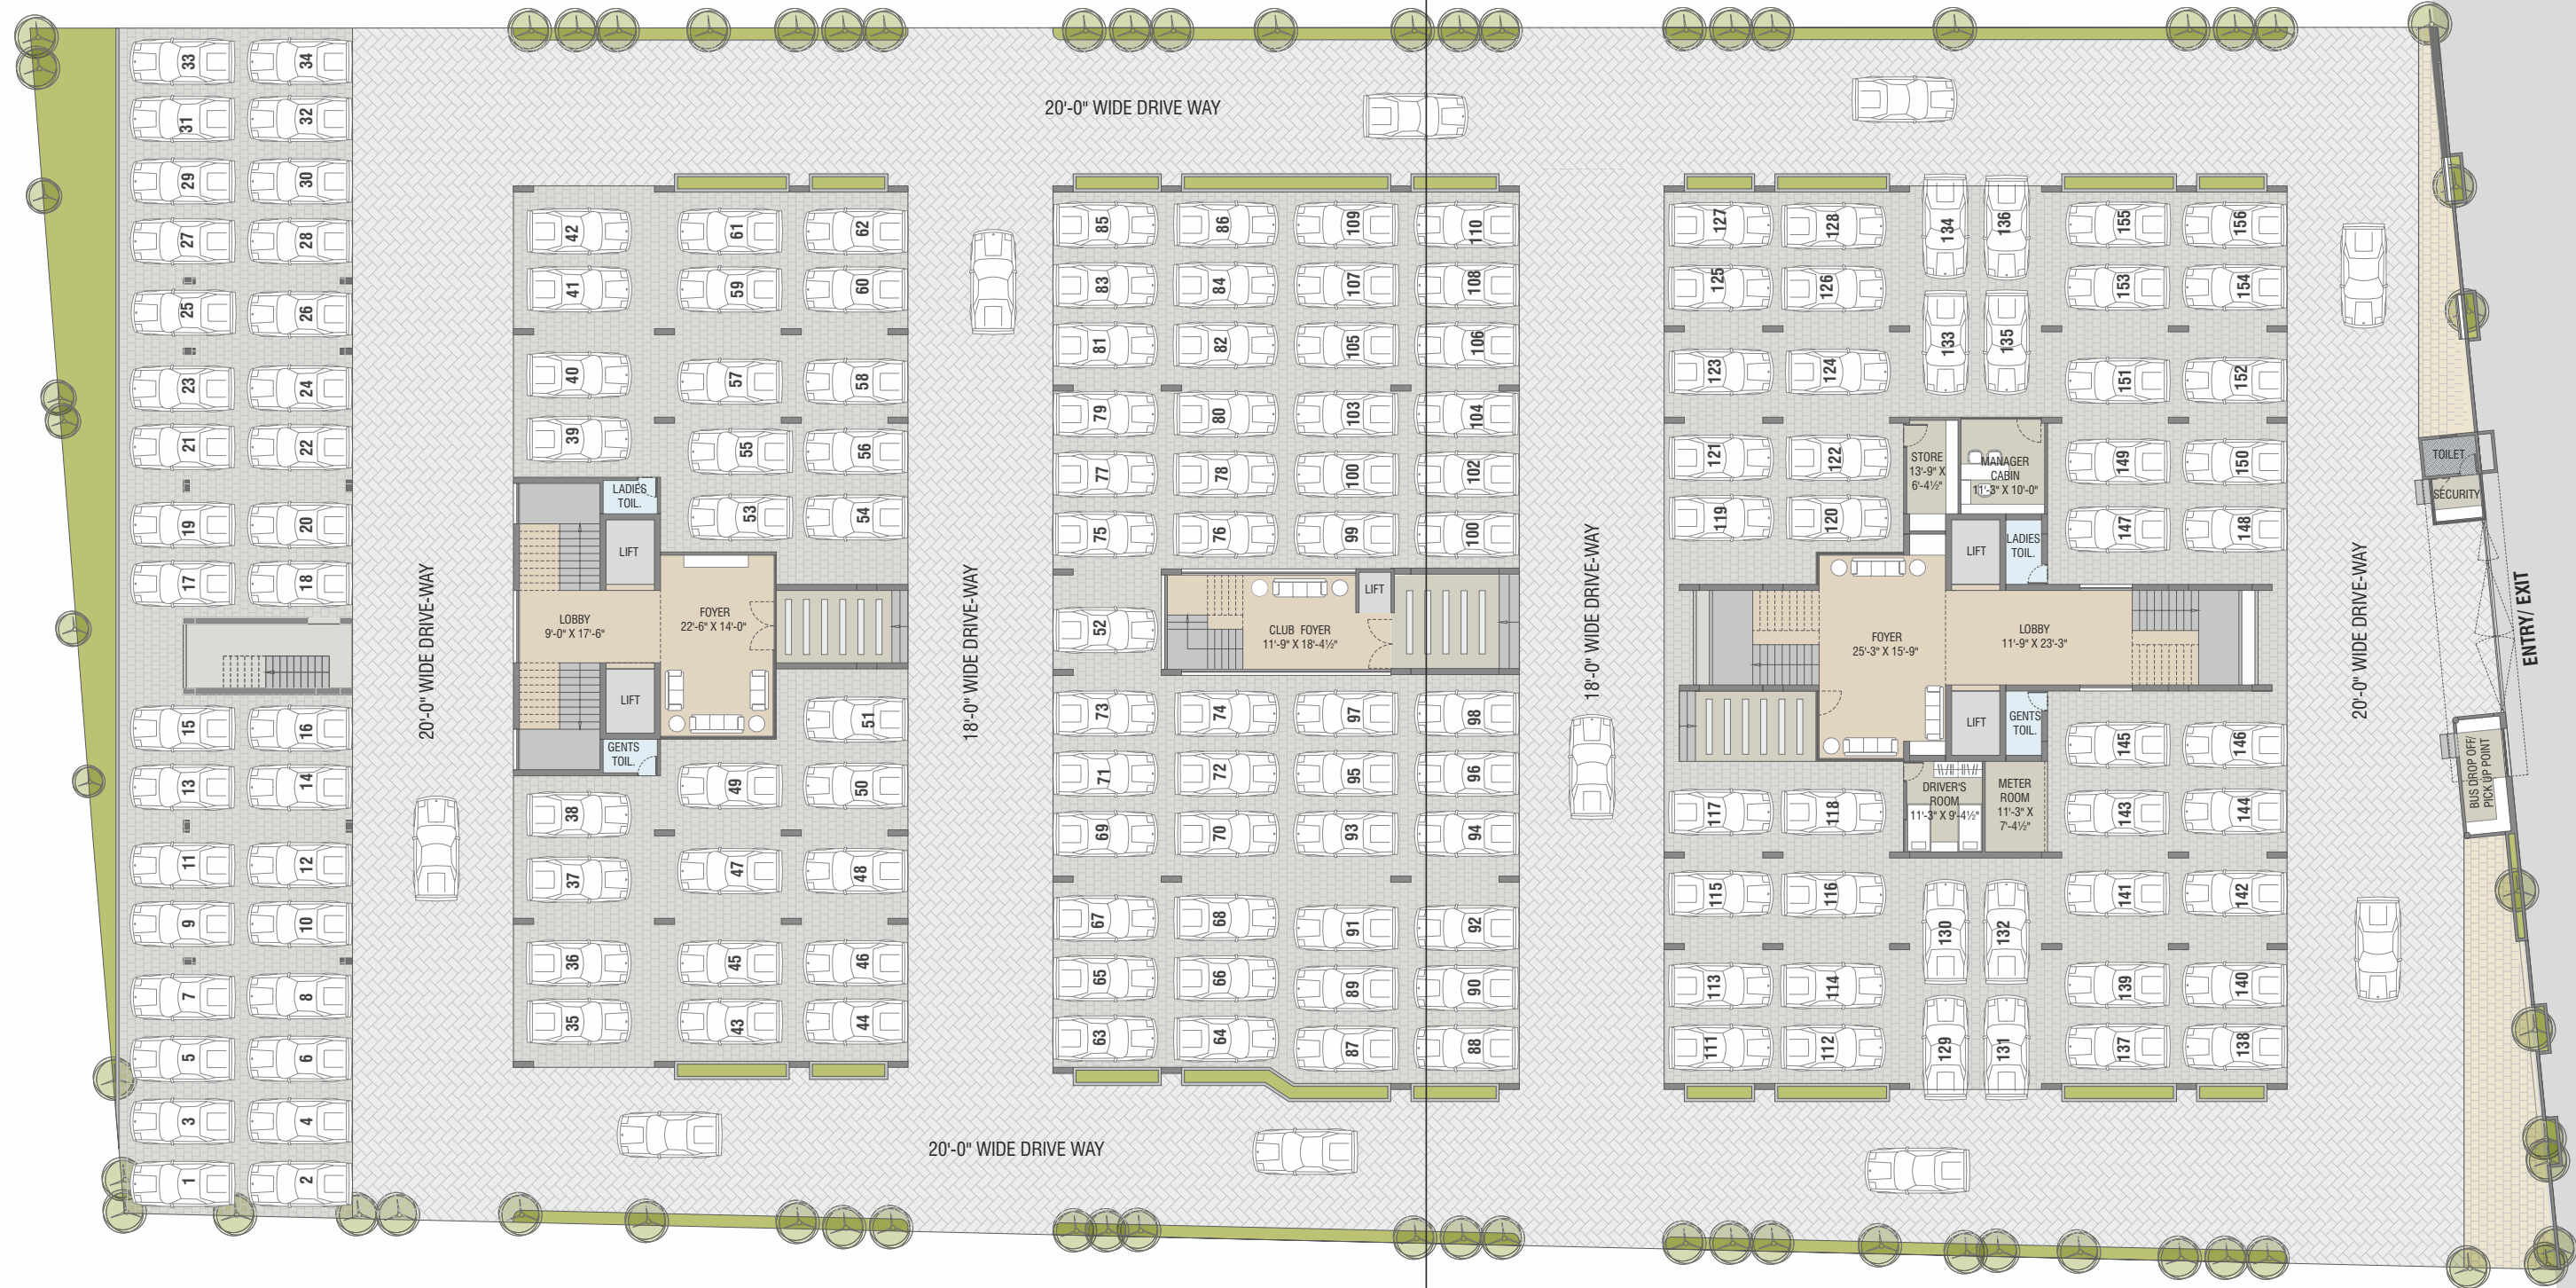 33 34
31 32
29 30
27 28
25 26
23 24
21 22
19 20
17 18
15 16
13 14
11 12
9 10
7 8
5 6
3 4
1 2
20'-0" WIDE DRIVE-WAY
42 61 62
41 59 60
40 57 58
39 55 56
53 54
LADIES
TOIL.
LIFT
LOBBY
9'-0" X 17'-6"
FOYER
22'-6" X 14'-0"
LIFT
GENTS
TOIL.
51
49 50
38
47 48
37
36 45 46
35 43 44
20'-0" WIDE DRIVE WAY
18'-0" WIDE DRIVE-WAY
20'-0" WIDE DRIVE WAY
85 86 109 110
83 84 107 108
81 82 105 106
79 80 103 104
77 78 100 102
75 76 99 100
52
CLUB FOYER
11'-9" X 18'-4½"
LIFT
73 74 97 98
71 72 95 96
69 70 93 94
67 68 91 92
65 66 89 90
63 64 87 88
18'-0" WIDE DRIVE-WAY
127 128 134 136 155 156
125 126 153 154
133 135
123 124 151 152
121 122 149 150
119 120 147 148
STORE
13'-9" X
6'-4½"
MANAGER
CABIN
11'-3" X 10'-0"
LIFT
LADIES
TOIL.
FOYER
25'-3" X 15'-9"
LOBBY
11'-9" X 23'-3"
LIFT
GENTS
TOIL.
DRIVER'S
ROOM
11'-3" X 9'-4½"
METER
ROOM
11'-3" X
7'-4½"
145 146
117 118 143 144
115 116 141 142
130 132
113 114 139 140
111 112 129 131 137 138
20'-0" WIDE DRIVE-WAY
TOILET
SECURITY
ENTRY/ EXIT
BUS DROP OFF/
PICK UP POINT